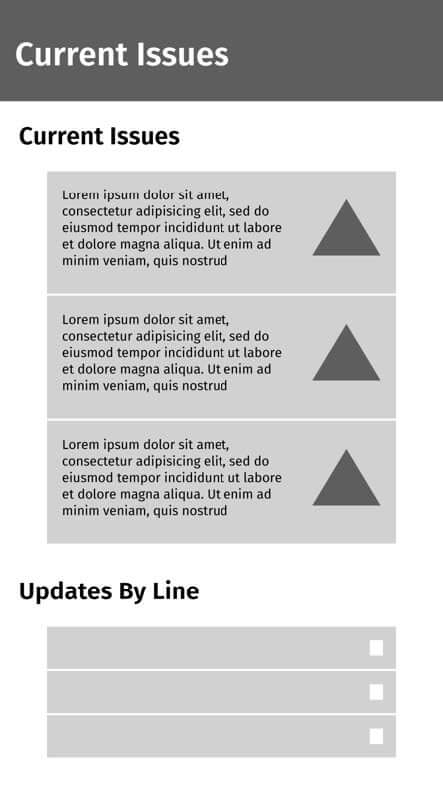 Current Issues
Current Issues
Lorem ipsum dolor sit amet,
consectetur adipisicing elit, sed do
eiusmod tempor incididunt ut labore
et dolore magna aliqua. Ut enim ad
minim veniam, quis nostrud
Lorem ipsum dolor sit amet,
consectetur adipisicing elit, sed do
eiusmod tempor incididunt ut labore
et dolore magna aliqua. Ut enim ad
minim veniam, quis nostrud
Lorem ipsum dolor sit amet,
consectetur adipisicing elit, sed do
eiusmod tempor incididunt ut labore
et dolore magna aliqua. Ut enim ad
minim veniam, quis nostrud
Updates By Line